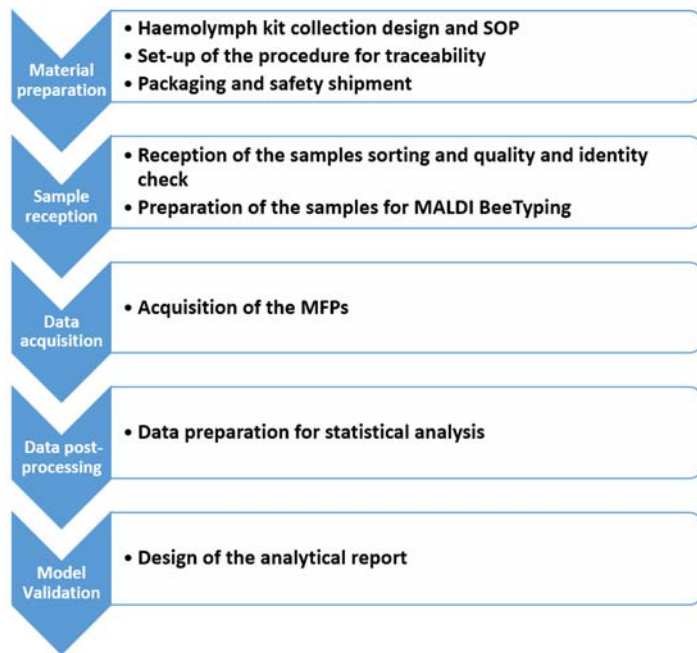 Material
preparation
• Haemolymph kit collection design and SOP
• Set-up of the procedure for traceability
• Packaging and safety shipment
Sample
reception
• Reception of the samples sorting and quality and identity
check
• Preparation of the samples for MALDI BeeTyping
Data
acquisition
• Acquisition of the MFPs
Data post-
processing
• Data preparation for statistical analysis
Model
Validation
• Design of the analytical report